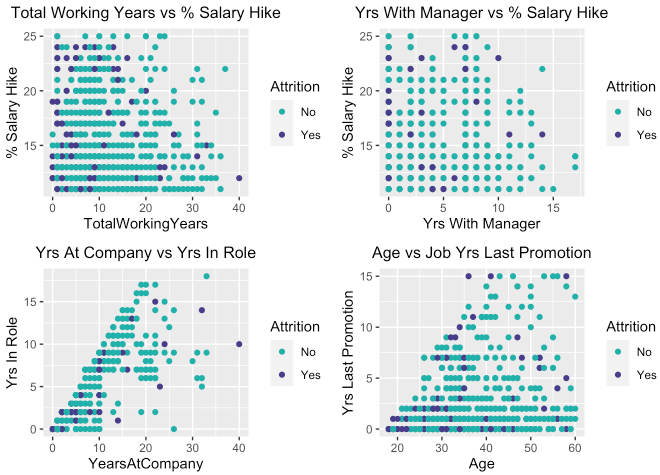 Total Working Years vs % Salary Hike
25
20
15
% Salary Hike
0 10 20 30 40
TotalWorkingYears
Attrition
No
Yes
Yrs With Manager vs % Salary Hike
25
20
15
% Salary Hike
0 5 10 15
Yrs With Manager
Attrition
No
Yes
Yrs At Company vs Yrs In Role
15
10
5
0
Yrs In Role
0 10 20 30 40
YearsAtCompany
Attrition
No
Yes
Age vs Job Yrs Last Promotion
15
10
5
0
Yrs Last Promotion
20 30 40 50 60
Age
Attrition
No
Yes